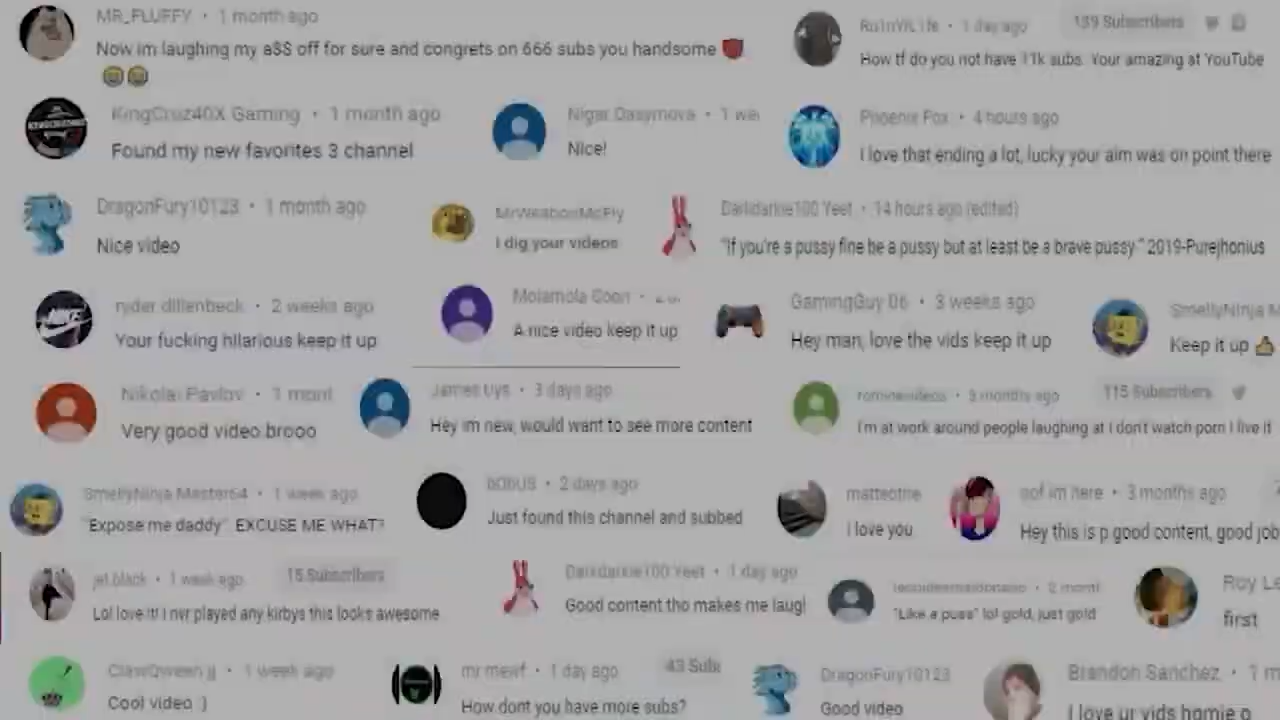 MR_FLUFFY • 1 month ago
Now im laughing my a$$ off for sure and congrets on 666 subs you handsome
1 day ago 139 Subscribers
How tf do you not have 11k subs. Your amazing at YouTube
KingCruz40X Gaming • 1 month ago
Found my new favorites 3 channel
Nigar Dasymova • 1 we
Nice!
Phoenix Fox • 4 hours ago
I love that ending a lot, lucky your aim was on point there
DragonFury10123 • 1 month ago
Nice video
MrWeaponMcFly
I dig your videos
Darkdarkie100 Yeet • 14 hours ago (edited)
"If you're a pussy fine be a pussy but at least be a brave pussy" 2019-Purejhonius
ryder dillenbeck • 2 weeks ago
Your fucking hilarious keep it up
Molamola Goon •
A nice video keep it up
GamingGuy 06 • 3 weeks ago
Hey man, love the vids keep it up
SmellyNinja M
Keep it up
Nikolai Pavlov • 1 mont
Very good video brooo
James Uys • 3 days ago
Hey im new, would want to see more content
• 3 months ago 115 Subscribers
I'm at work around people laughing at I don't watch porn I live it
SmellyNinja Master64 • 1 week ago
"Expose me daddy". EXCUSE ME WHAT?
b0bUS • 2 days ago
Just found this channel and subbed
matteotne
I love you
oof im here • 3 months ago
Hey this is p good content, good job
jet black • 1 week ago 15 Subscribers
Lol love it! I nvr played any kirbys this looks awesome
Darkdarkie100 Yeet • 1 day ago
Good content tho makes me laug!
• 2 mont
"Like a puss" lol gold, just gold
Roy Le
first
ClawQween jj • 1 week ago
Cool video :)
mr mewf • 1 day ago 43 Subs
How dont you have more subs?
DragonFury10123
Good video
Brandon Sanchez • 1 m
I love ur vids homie